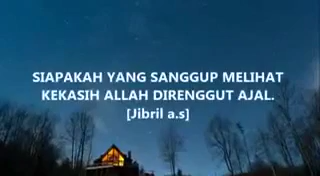 SIAPAKAH YANG SANGGUP MELIHAT
KEKASIH ALLAH DIRENGGUT AJAL.
[Jibril a.s]